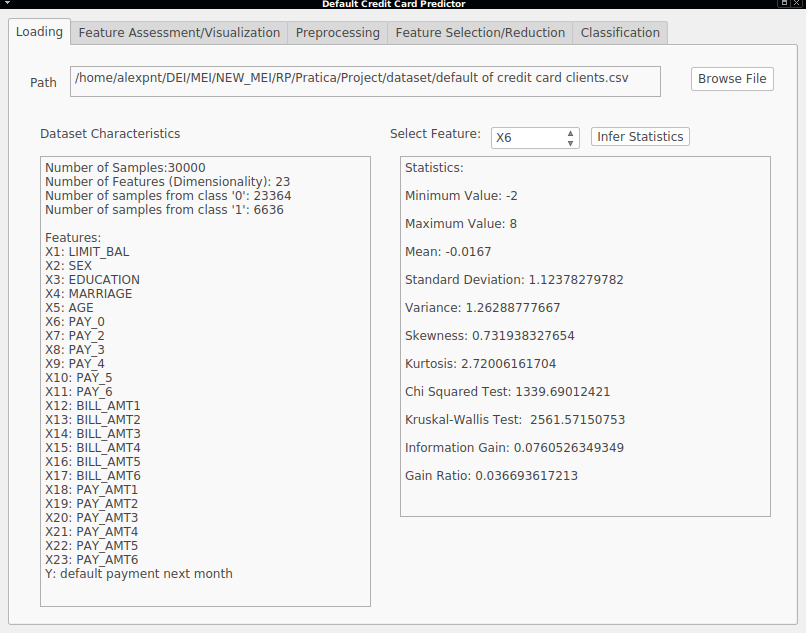 Default Credit Card Predictor
Loading
Feature Assessment/Visualization
Preprocessing
Feature Selection/Reduction
Classification
Path
/home/alexpnt/DEI/MEI/NEW_MEI/RP/Pratica/Project/dataset/default of credit card clients.csv
Browse File
Dataset Characteristics
Number of Samples:30000
Number of Features (Dimensionality): 23
Number of samples from class '0': 23364
Number of samples from class '1': 6636
Features:
X1: LIMIT_BAL
X2: SEX
X3: EDUCATION
X4: MARRIAGE
X5: AGE
X6: PAY_0
X7: PAY_2
X8: PAY_3
X9: PAY_4
X10: PAY_5
X11: PAY_6
X12: BILL_AMT1
X13: BILL_AMT2
X14: BILL_AMT3
X15: BILL_AMT4
X16: BILL_AMT5
X17: BILL_AMT6
X18: PAY_AMT1
X19: PAY_AMT2
X20: PAY_AMT3
X21: PAY_AMT4
X22: PAY_AMT5
X23: PAY_AMT6
Y: default payment next month
Select Feature:
X6
Infer Statistics
Statistics:
Minimum Value: -2
Maximum Value: 8
Mean: -0.0167
Standard Deviation: 1.12378279782
Variance: 1.26288777667
Skewness: 0.731938327654
Kurtosis: 2.72006161704
Chi Squared Test: 1339.69012421
Kruskal-Wallis Test:  2561.57150753
Information Gain: 0.0760526349349
Gain Ratio: 0.036693617213